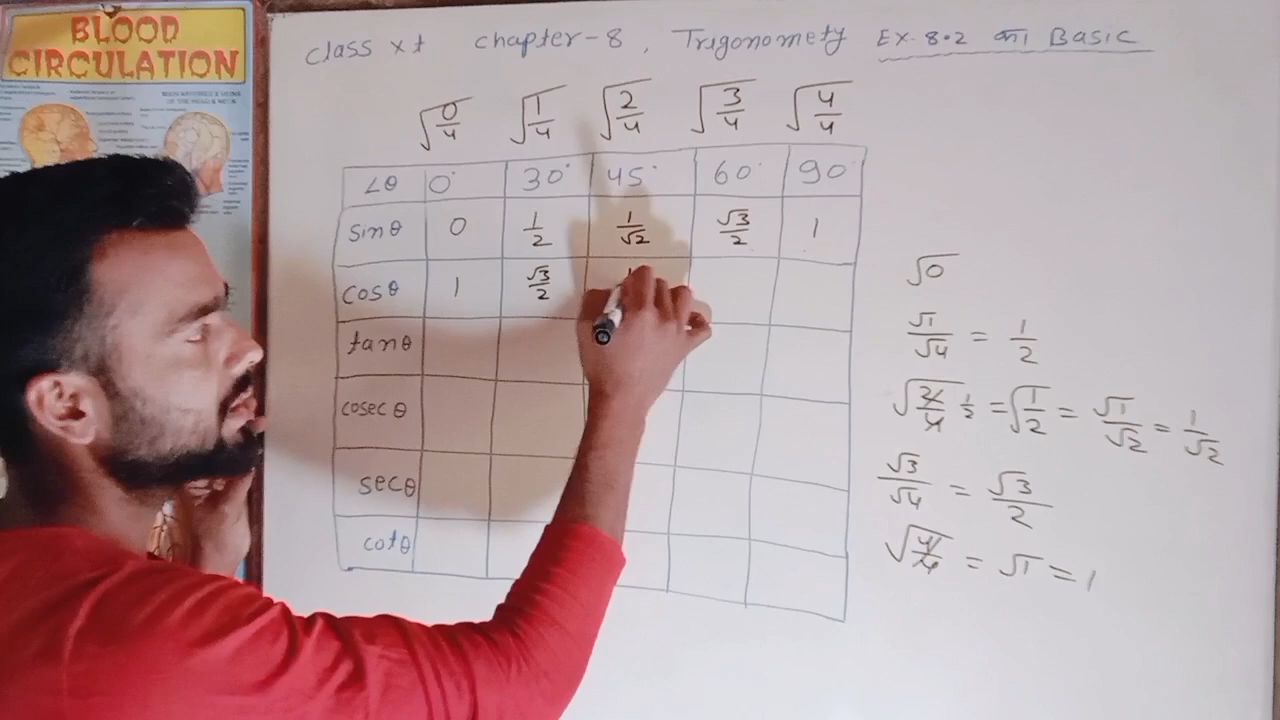 BLOOD
CIRCULATION
Class xt chapter-8, Trigonomety Ex-8.2 का Basic
√0/4 √1/4 √2/4 √3/4 √4/4
∠θ 0° 30° 45° 60° 90°
sinθ 0 1/2 1/√2 √3/2 1
cosθ 1 √3/2
tanθ
cosecθ
secθ
cotθ
√0
√1/√4 = 1/2
√2/4 1/2 = √1/2 = √1/√2 = 1/√2
√3/√4 = √3/2
√4/4 = √1 = 1